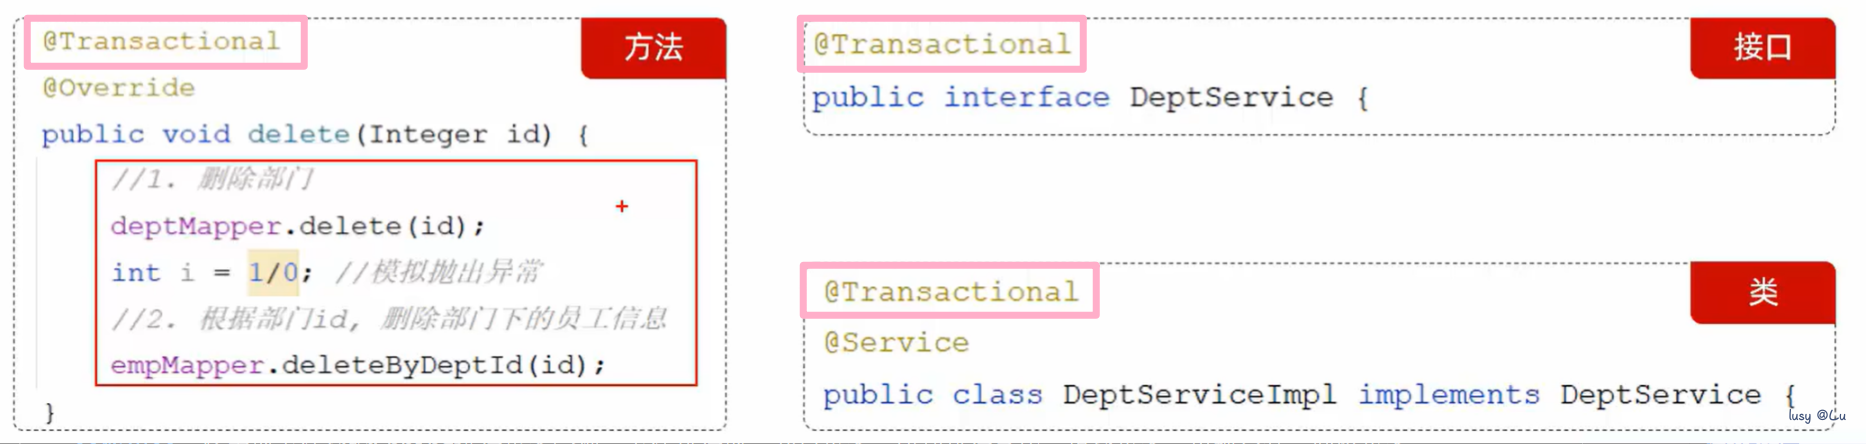 @Transactional
方法
@Override
public void delete(Integer id) {
//1. 删除部门
deptMapper.delete(id);
int i = 1/0; //模拟抛出异常
//2. 根据部门id, 删除部门下的员工信息
empMapper.deleteByDeptId(id);
}
@Transactional
接口
public interface DeptService {
@Transactional
类
@Service
public class DeptServiceImpl implements DeptService {
lusy @Lu